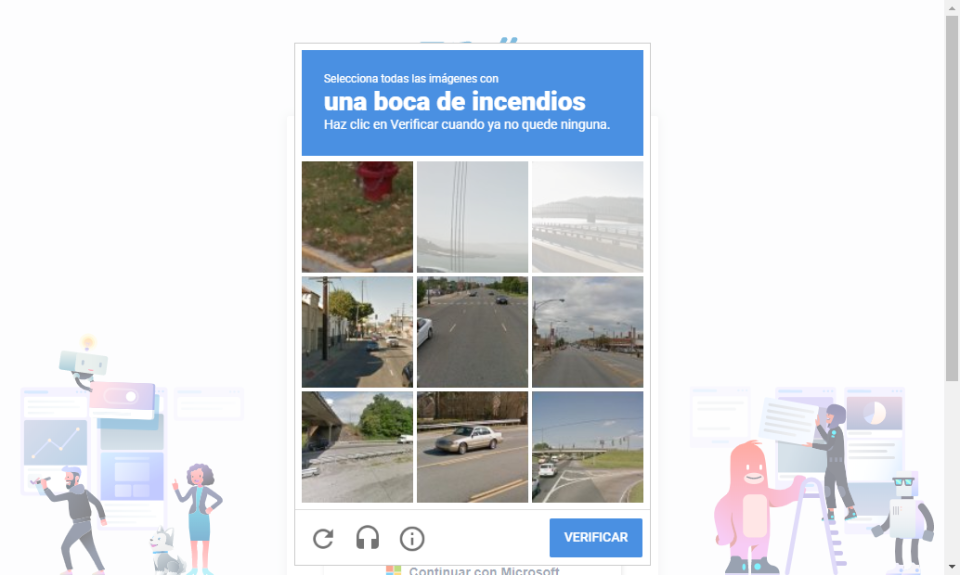 Selecciona todas las imágenes con
una boca de incendios
Haz clic en Verificar cuando ya no quede ninguna.
VERIFICAR
Continuar con Microsoft